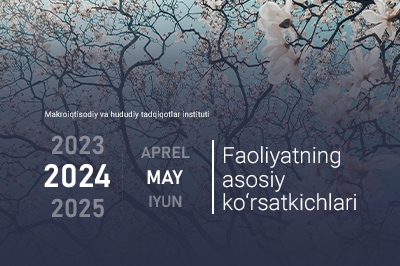 Makroiqtisodiy va hududiy tadqiqotlar instituti
2023
2024
2025
APREL
MAY
IYUN
Faoliyatning
asosiy
ko‘rsatkichlari